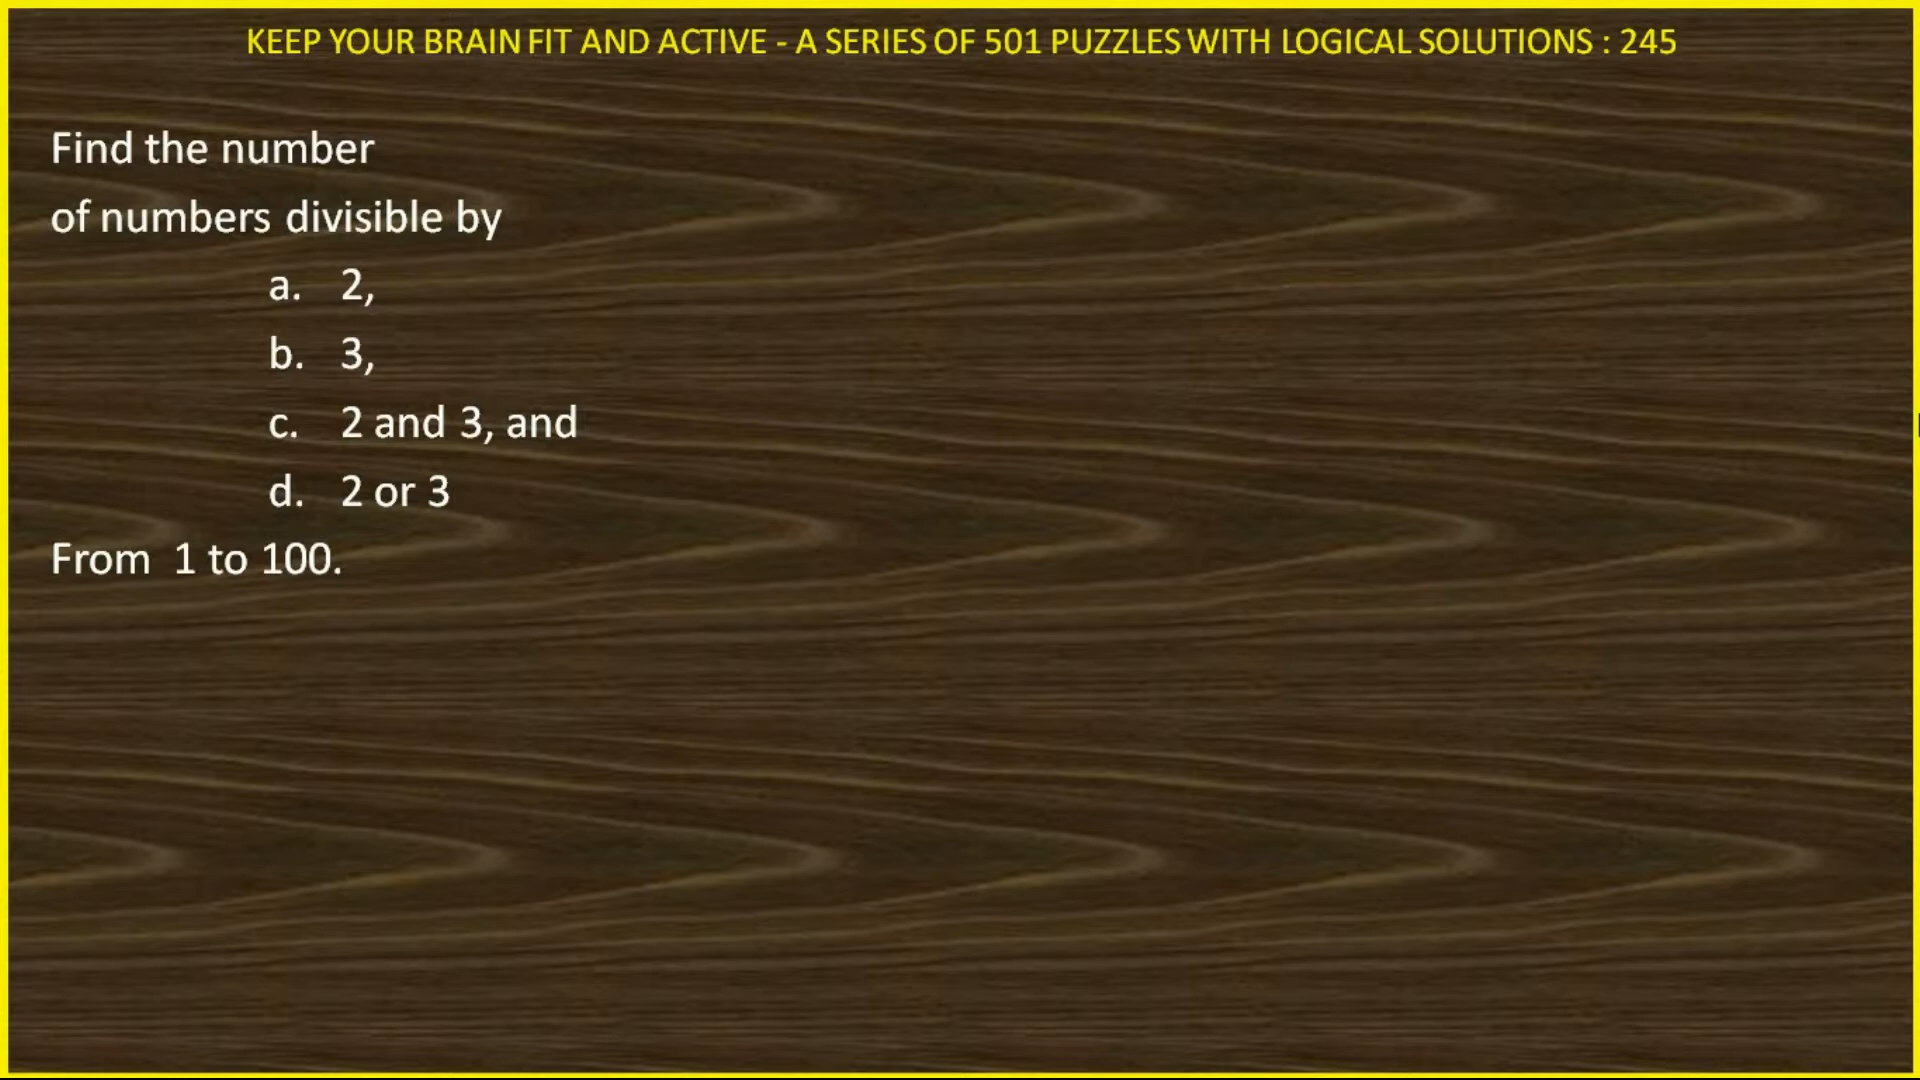 KEEP YOUR BRAIN FIT AND ACTIVE - A SERIES OF 501 PUZZLES WITH LOGICAL SOLUTIONS : 245
Find the number
of numbers divisible by
a. 2,
b. 3,
c. 2 and 3, and
d. 2 or 3
From 1 to 100.